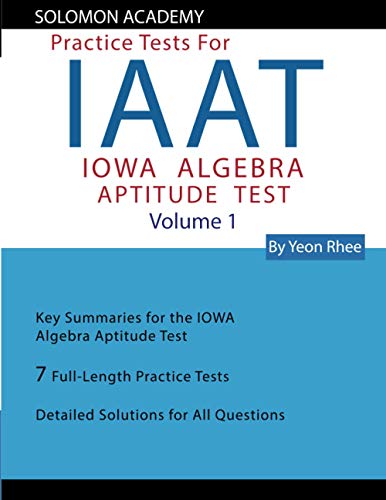 SOLOMON ACADEMY
Practice Tests For
IAAT
IOWA ALGEBRA
APTITUDE TEST
Volume 1
By Yeon Rhee
Key Summaries for the IOWA
Algebra Aptitude Test
7 Full-Length Practice Tests
Detailed Solutions for All Questions